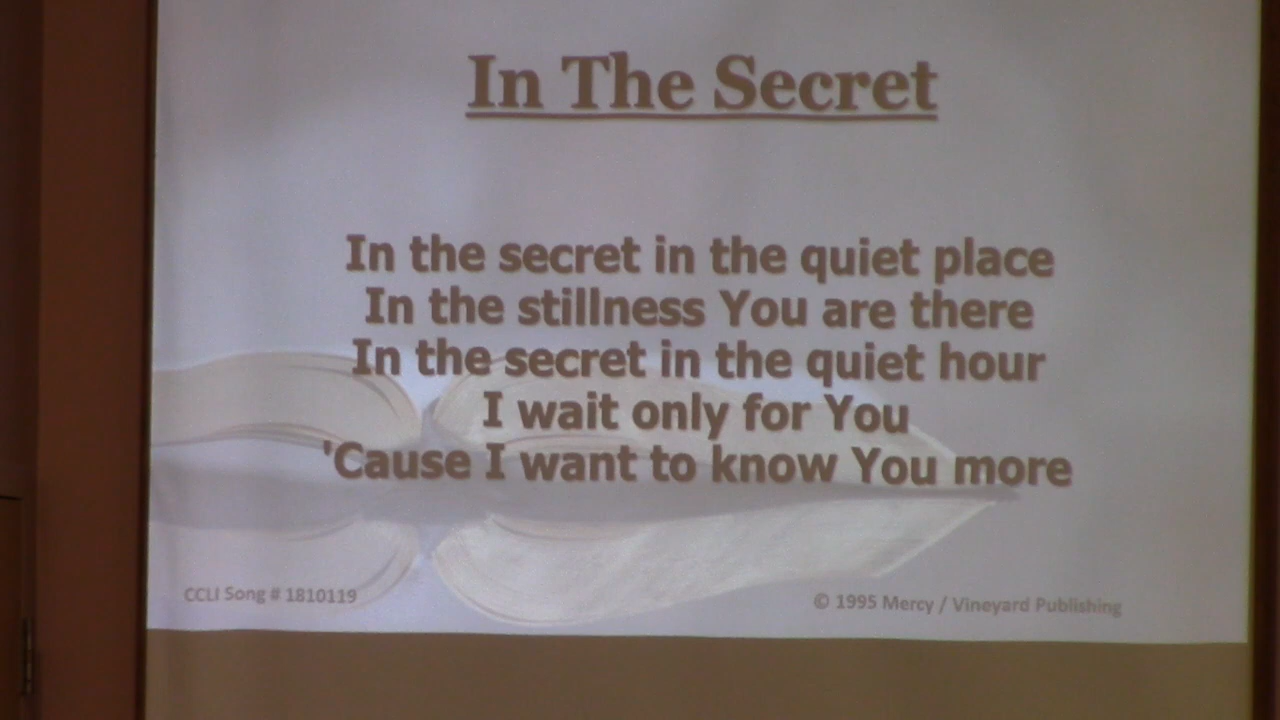 In The Secret
In the secret in the quiet place
In the stillness You are there
In the secret in the quiet hour
I wait only for You
'Cause I want to know You more
CCLI Song # 1810119
© 1995 Mercy / Vineyard Publishing